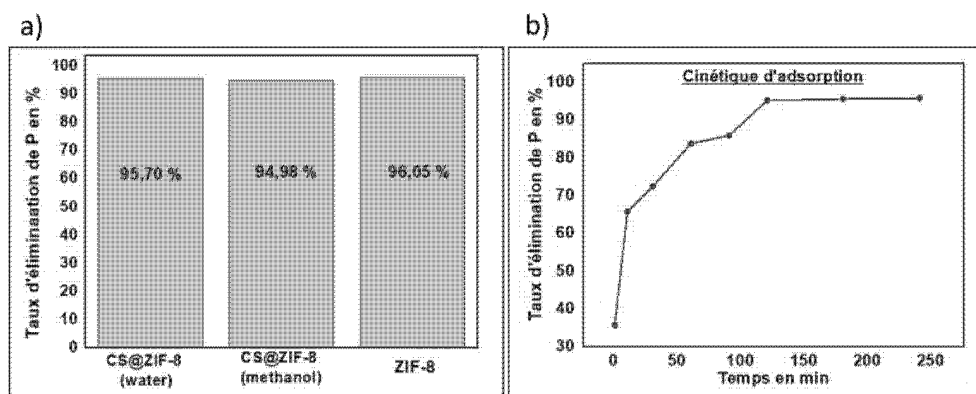 a)
Taux d'éliminaation de P en %
100
90
80
70
60
50
40
30
20
10
0
95,70 %
94,98 %
96,05 %
CS@ZIF-8
(water)
CS@ZIF-8
(methanol)
ZIF-8
b)
Cinétique d'adsorption
Taux d'élimination de P en %
100
90
80
70
60
50
40
30
0
50
100
150
200
250
Temps en min